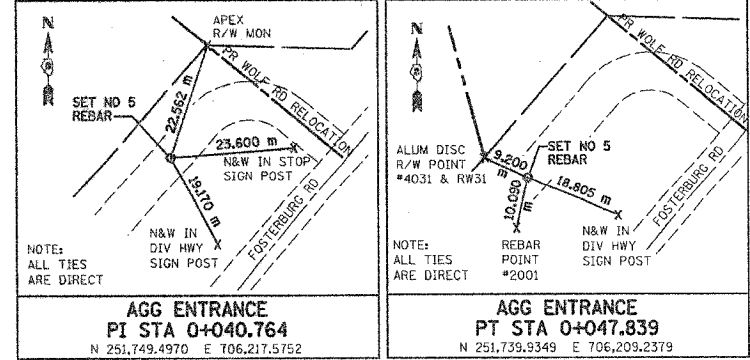 N
APEX
R/W MON
PR WOLF RD RELOCATION
SET NO 5
REBAR
22.562 m
23.600 m
N&W IN STOP
SIGN POST
19.170 m
N&W IN
DIV HWY
SIGN POST
FOSTERBURG RD
NOTE:
ALL TIES
ARE DIRECT
AGG ENTRANCE
PI STA 0+040.764
N 251,749.4970 E 706,217.5752
N
PR WOLF RD RELOCATION
ALUM DISC
R/W POINT
#4031 & RW31
SET NO 5
REBAR
9.200 m
18.805 m
10.090 m
FOSTERBURG RD
N&W IN
DIV HWY
SIGN POST
REBAR
POINT
#2001
NOTE:
ALL TIES
ARE DIRECT
AGG ENTRANCE
PT STA 0+047.839
N 251,739.9349 E 706,209.2379